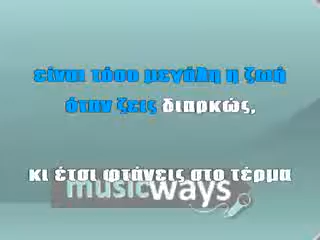 είναι τόσο μεγάλη η ζωή
όταν ζεις διαρκώς,
κι έτσι φτάνεις στο τέρμα
musicways